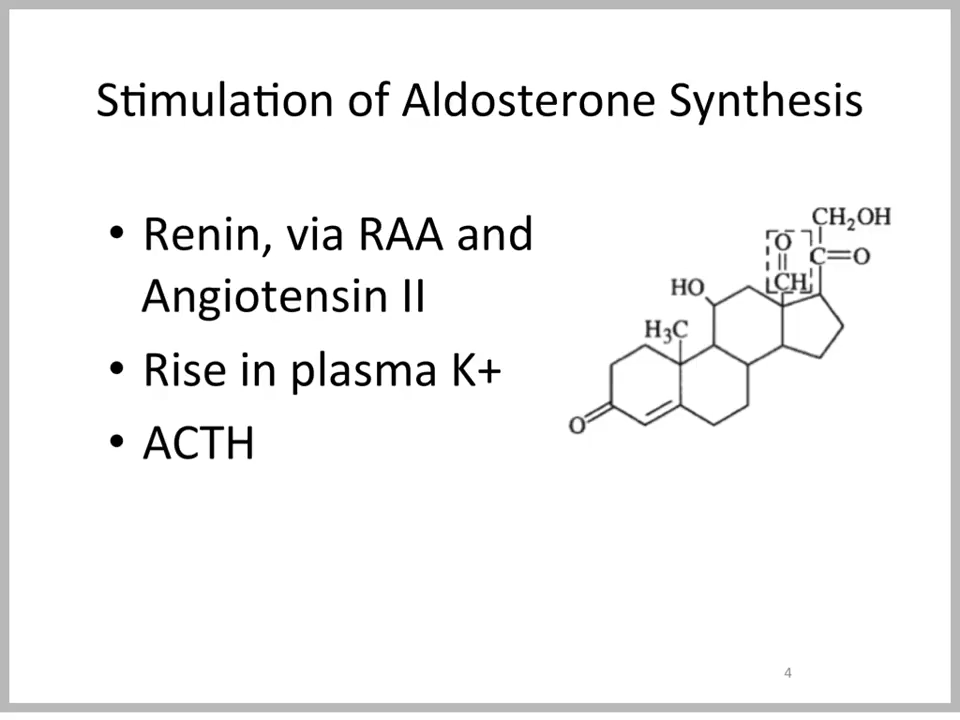 Stimulation of Aldosterone Synthesis
• Renin, via RAA and
Angiotensin II
• Rise in plasma K+
• ACTH
CH₂OH
O
C=O
CH
HO
H₃C
O
4